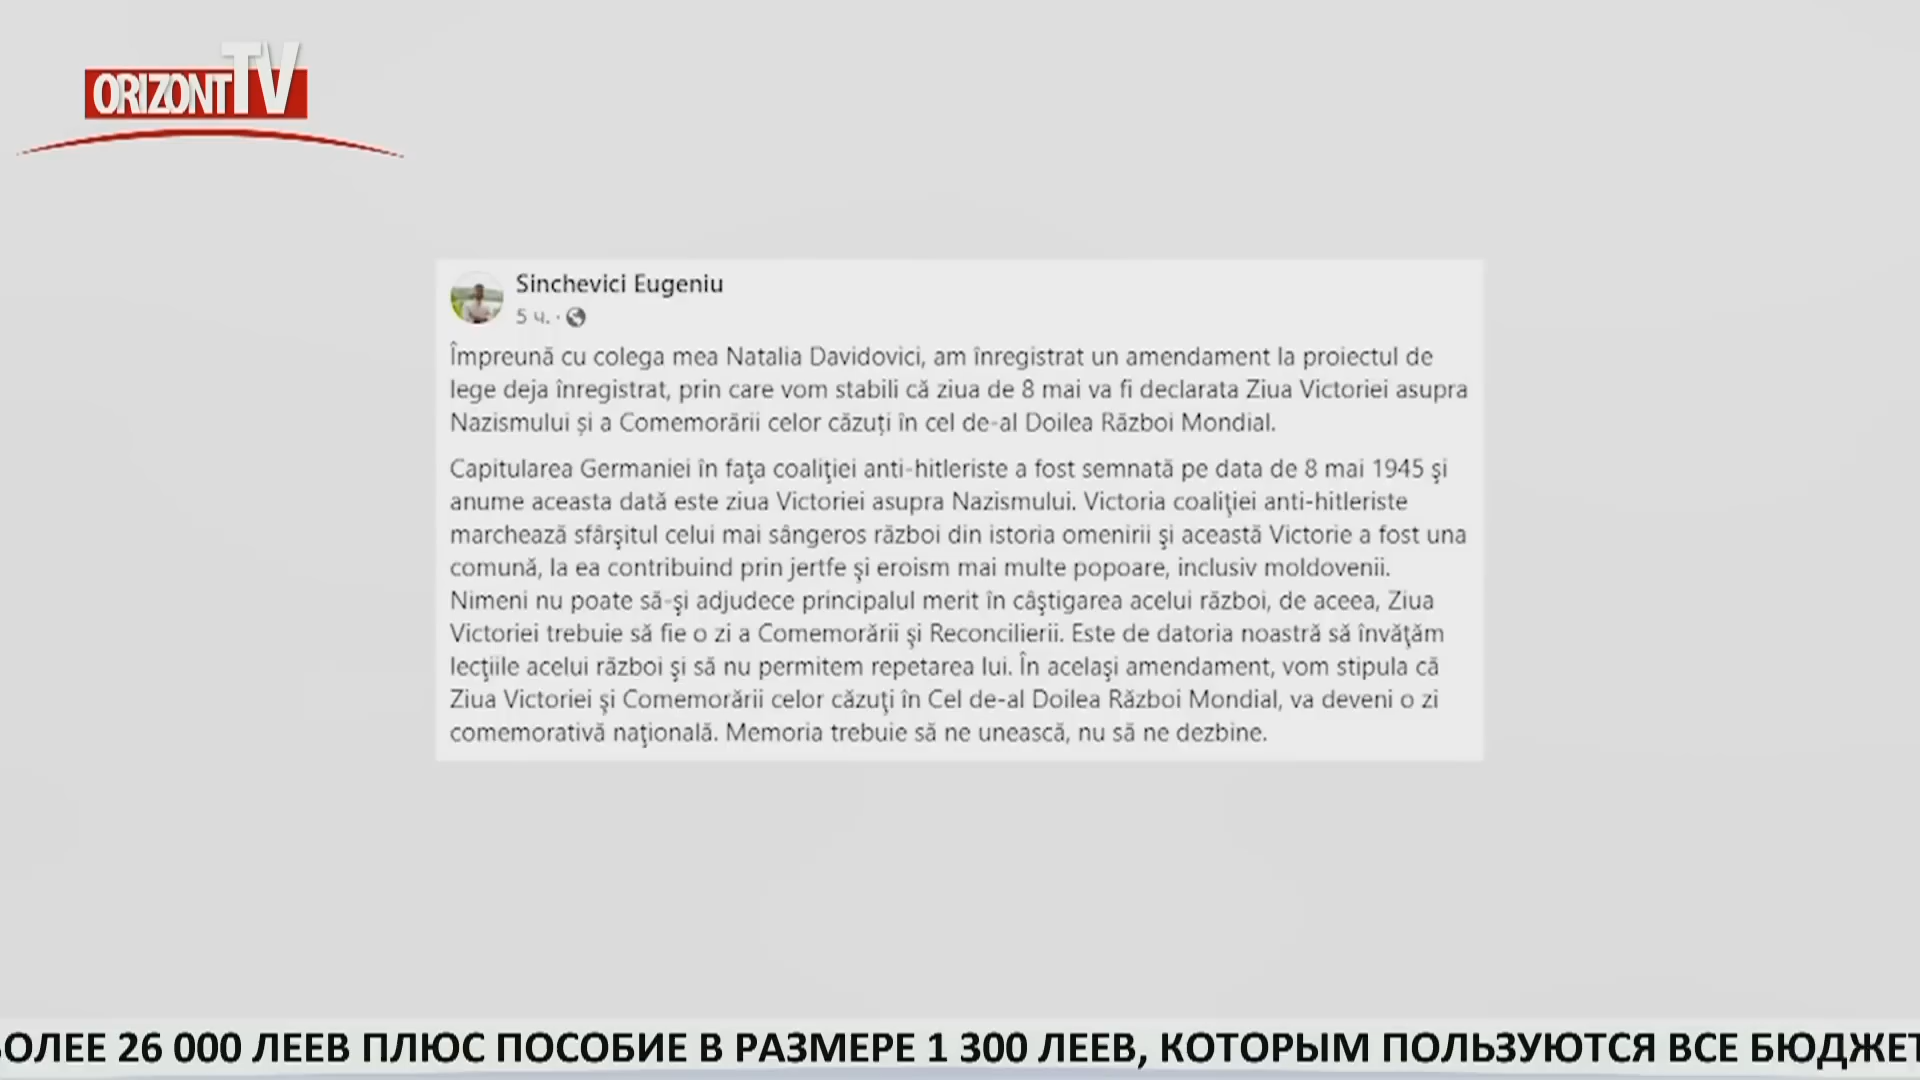 ORIZONTTV
Sinchevici Eugeniu
5 ч. ·
Împreună cu colega mea Natalia Davidovici, am înregistrat un amendament la proiectul de
lege deja înregistrat, prin care vom stabili că ziua de 8 mai va fi declarata Ziua Victoriei asupra
Nazismului și a Comemorării celor căzuți în cel de-al Doilea Război Mondial.
Capitularea Germaniei în faţa coaliţiei anti-hitleriste a fost semnată pe data de 8 mai 1945 şi
anume aceasta dată este ziua Victoriei asupra Nazismului. Victoria coaliţiei anti-hitleriste
marchează sfârşitul celui mai sângeros război din istoria omenirii şi această Victorie a fost una
comună, la ea contribuind prin jertfe şi eroism mai multe popoare, inclusiv moldovenii.
Nimeni nu poate să-şi adjudece principalul merit în câştigarea acelui război, de aceea, Ziua
Victoriei trebuie să fie o zi a Comemorării şi Reconcilierii. Este de datoria noastră să învăţăm
lecţiile acelui război şi să nu permitem repetarea lui. În acelaşi amendament, vom stipula că
Ziua Victoriei şi Comemorării celor căzuţi în Cel de-al Doilea Război Mondial, va deveni o zi
comemorativă naţională. Memoria trebuie să ne unească, nu să ne dezbine.
ОЛЕЕ 26 000 ЛЕЕВ ПЛЮС ПОСОБИЕ В РАЗМЕРЕ 1 300 ЛЕЕВ, КОТОРЫМ ПОЛЬЗУЮТСЯ ВСЕ БЮДЖЕТ